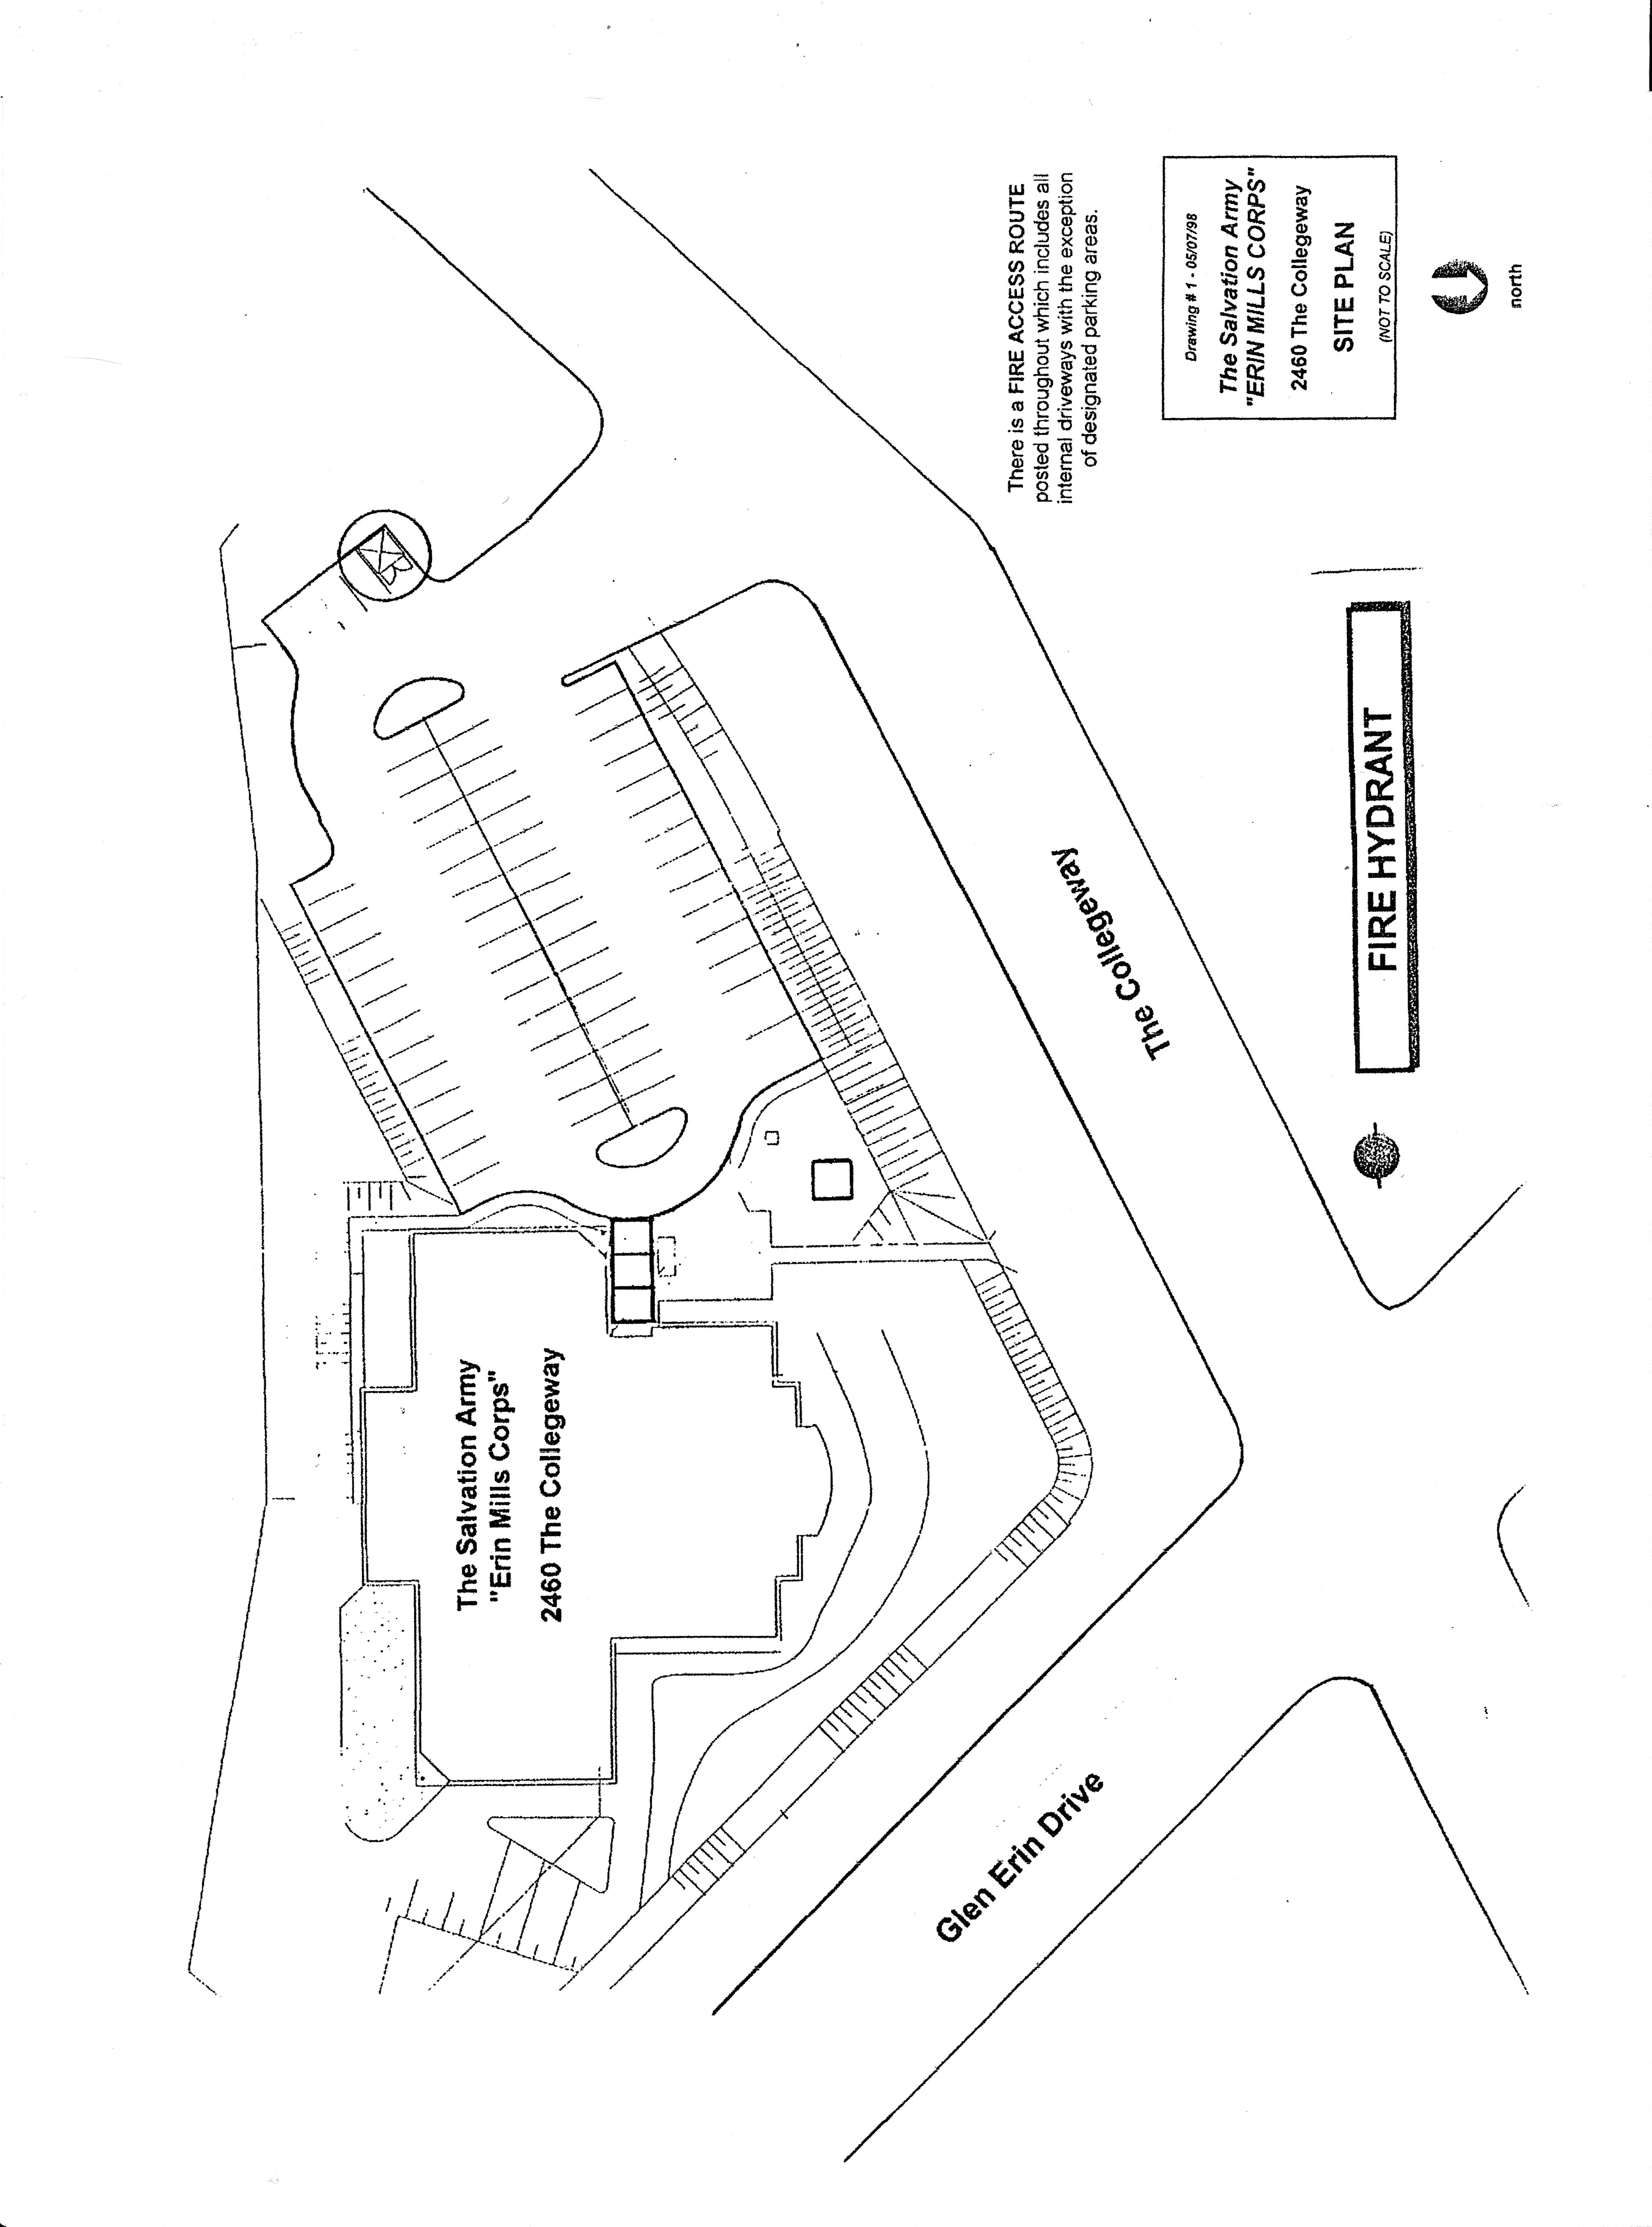 The Salvation Army
"Erin Mills Corps"
2460 The Collegeway
Glen Erin Drive
The Collegeway
There is a FIRE ACCESS ROUTE
posted throughout which includes all
internal driveways with the exception
of designated parking areas.
Drawing # 1 - 05/07/98
The Salvation Army
"ERIN MILLS CORPS"
2460 The Collegeway
SITE PLAN
(NOT TO SCALE)
FIRE HYDRANT
north